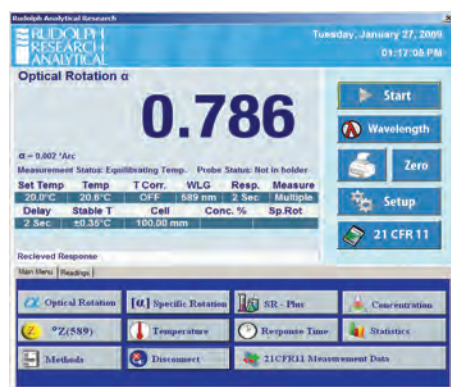 Rudolph Analytical Research
RUDOLPH
RESEARCH
ANALYTICAL
Tuesday, January 27, 2009
01:17:05 PM
Optical Rotation α
0.786
α = 0.002 °Arc
Measurement Status: Equilibrating Temp. Probe Status: Not in holder
Set Temp Temp T Corr. WLG Resp. Measure
20.0°C 20.6°C OFF 589 nm 2 Sec Multiple
Delay Stable T Cell Conc. % Sp.Rot
2 Sec ±0.35°C 100.00 mm
Recieved Response
Start
Wavelength
Zero
Setup
21 CFR 11
Main Menu Readings
α Optical Rotation [α] Specific Rotation SR - Plus Concentration
Z °Z(589) Temperature Response Time Statistics
Methods Disconnect 21CFR11 Measurement Data